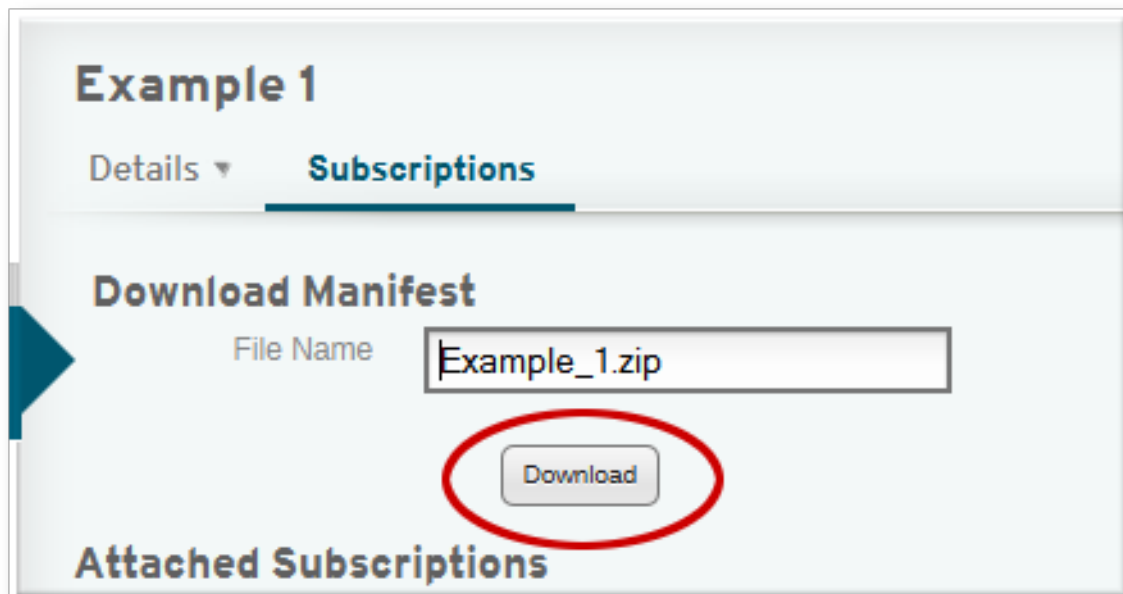 Example 1
Details Subscriptions
Download Manifest
File Name Example_1.zip
Download
Attached Subscriptions